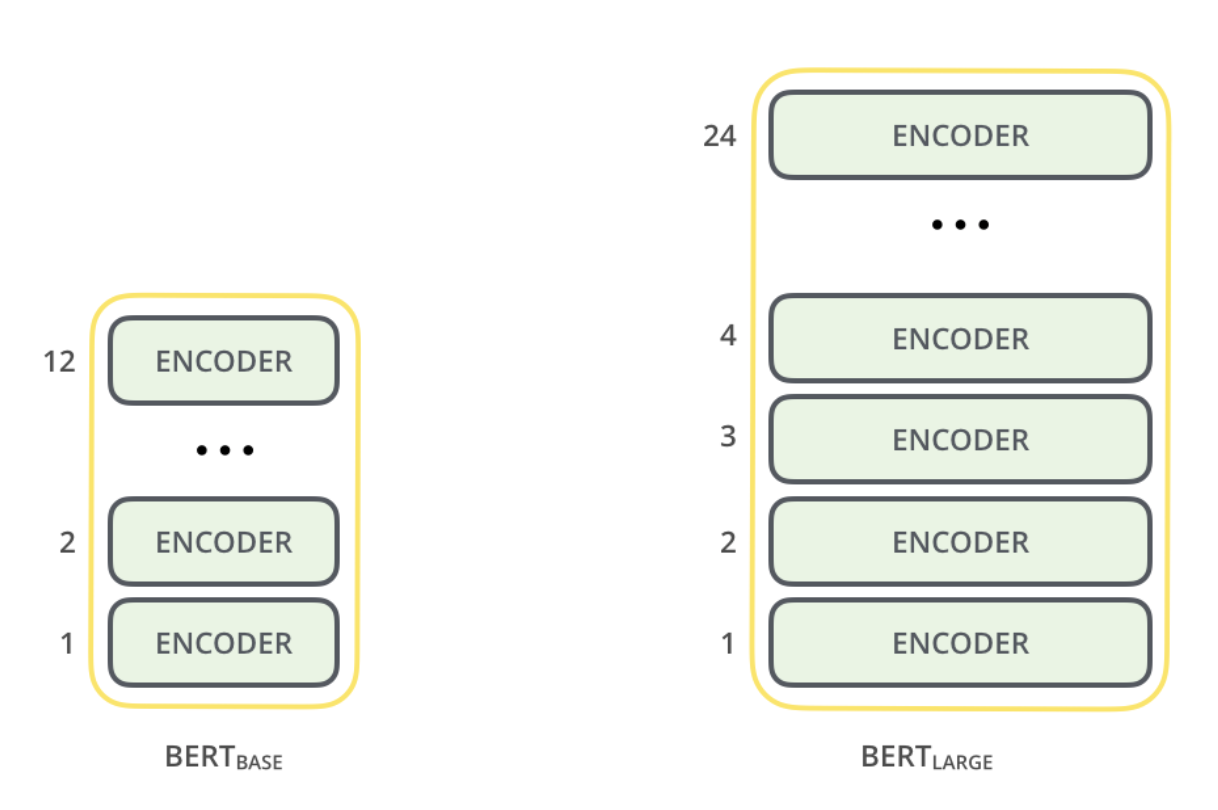 12 ENCODER
...
2 ENCODER
1 ENCODER
BERTBASE
24 ENCODER
...
4 ENCODER
3 ENCODER
2 ENCODER
1 ENCODER
BERTLARGE